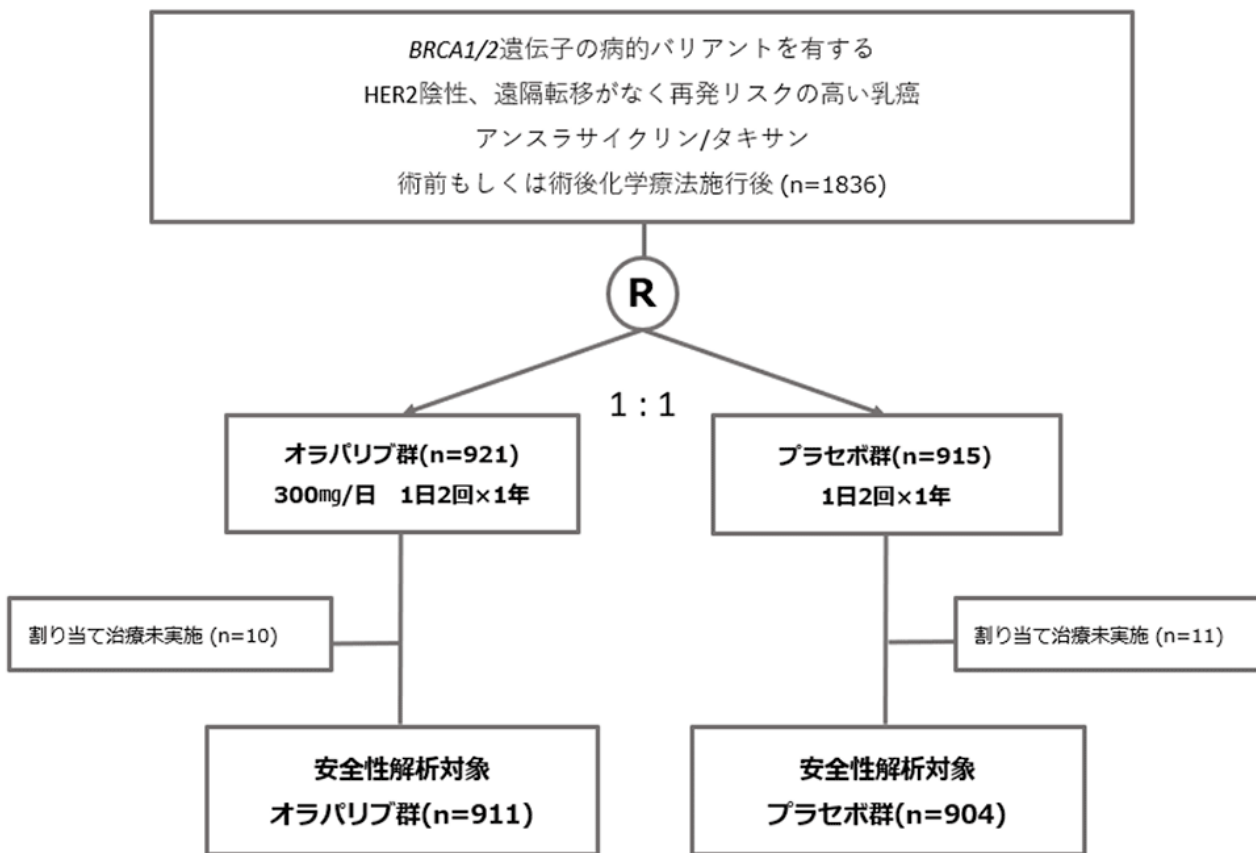 BRCA1/2遺伝子の病的バリアントを有する
HER2陰性、遠隔転移がなく再発リスクの高い乳癌
アンスラサイクリン/タキサン
術前もしくは術後化学療法施行後 (n=1836)
R
1 : 1
オラパリブ群(n=921)
300㎎/日　1日2回×1年
プラセボ群(n=915)
1日2回×1年
割り当て治療未実施 (n=10)
割り当て治療未実施 (n=11)
安全性解析対象
オラパリブ群(n=911)
安全性解析対象
プラセボ群(n=904)